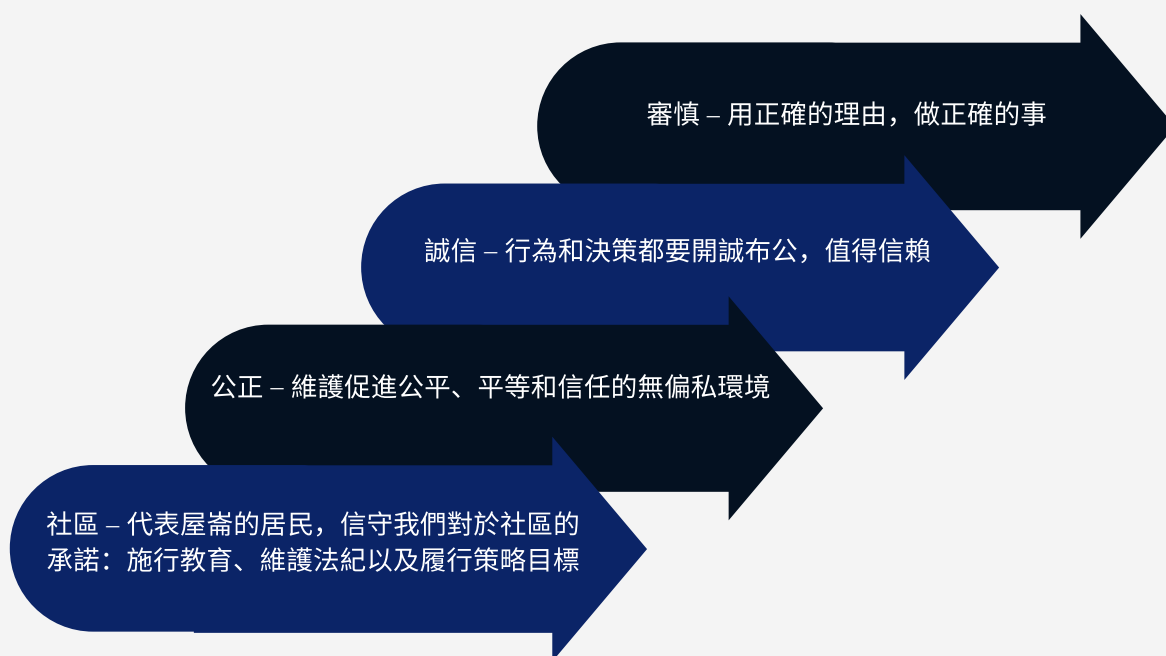 審慎 – 用正確的理由，做正確的事
誠信 – 行為和決策都要開誠布公，值得信賴
公正 – 維護促進公平、平等和信任的無偏私環境
社區 – 代表屋崙的居民，信守我們對於社區的
承諾：施行教育、維護法紀以及履行策略目標